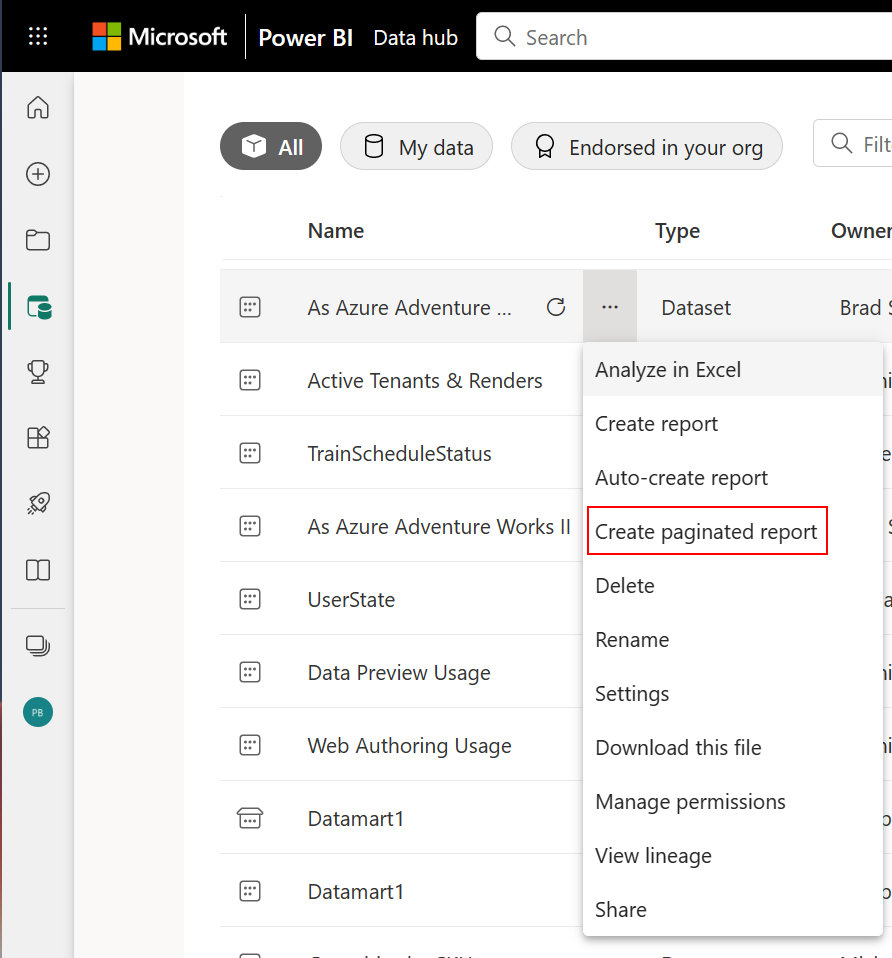 Microsoft Power BI Data hub Search
All My data Endorsed in your org
Name Type
As Azure Adventure ... ... Dataset Brad
Analyze in Excel
Active Tenants & Renders
Create report
TrainScheduleStatus
Auto-create report
As Azure Adventure Works II
Create paginated report
UserState
Delete
Rename
Data Preview Usage
Settings
Web Authoring Usage
Download this file
Datamart1
Manage permissions
View lineage
Datamart1
Share
PB